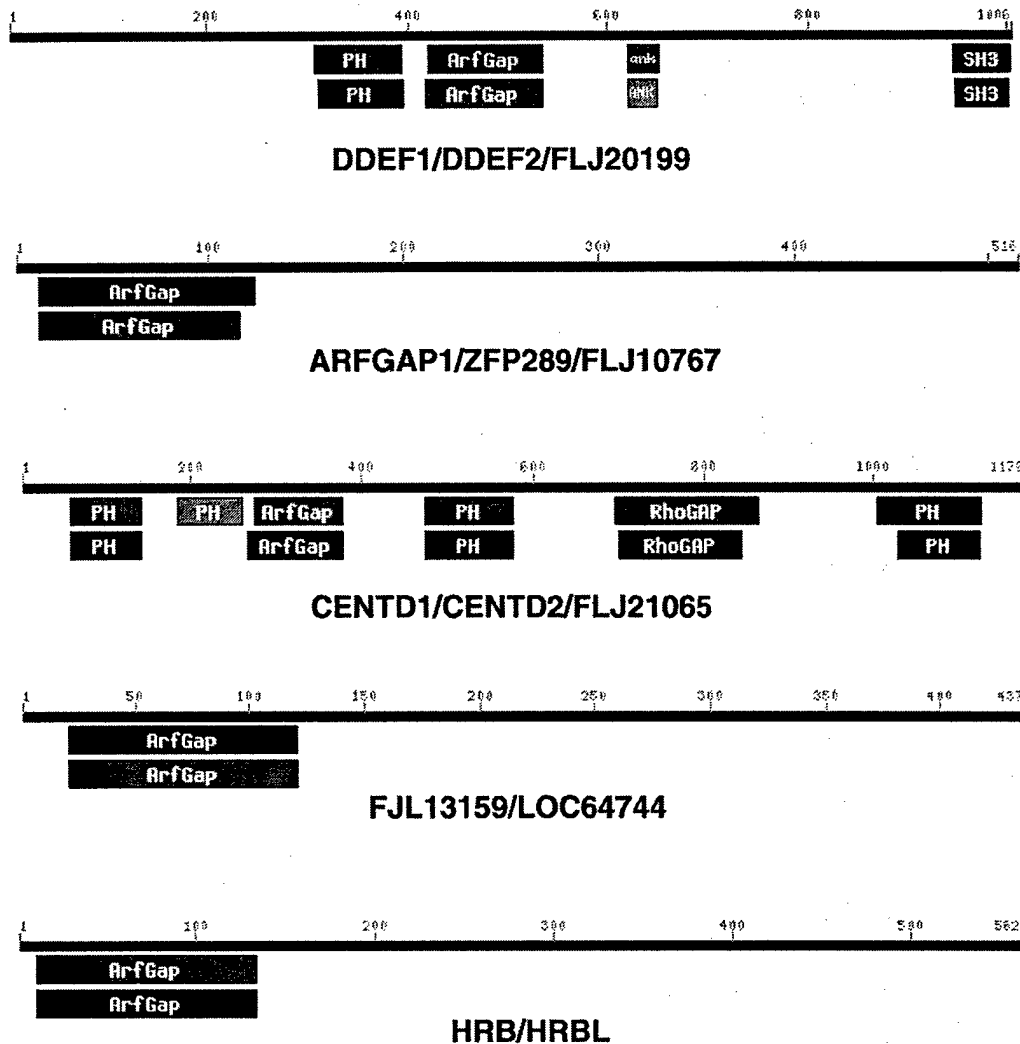 1 200 400 600 800 1006
PH ArfGap ank SH3
PH ArfGap ANK SH3
DDEF1/DDEF2/FLJ20199
1 100 200 300 400 516
ArfGap
ArfGap
ARFGAP1/ZFP289/FLJ10767
1 200 400 600 800 1000
PH PH ArfGap PH RhoGAP PH
PH ArfGap PH RhoGAP PH
CENTD1/CENTD2/FLJ21065
1 50 100 150 200 250 300 350 400 437
ArfGap
ArfGap
FJL13159/LOC64744
1 100 200 300 400 500 562
ArfGap
ArfGap
HRB/HRBL